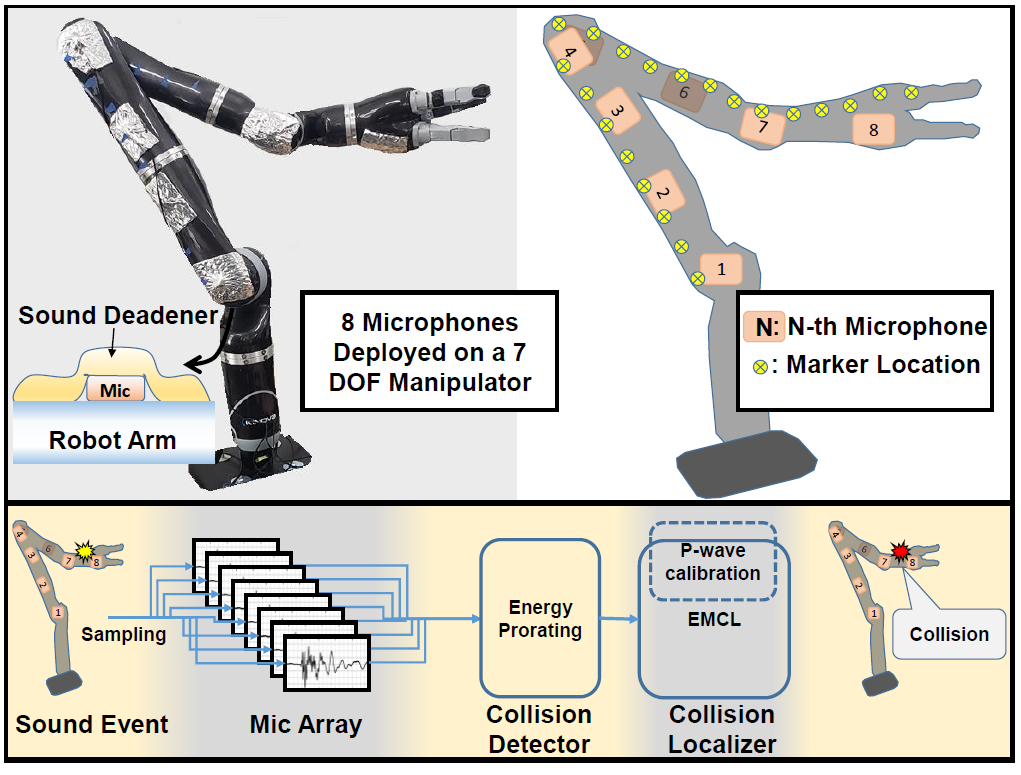 4
3
6
7
8
2
1
Sound Deadener
Mic
Robot Arm
KINOVA
8 Microphones
Deployed on a 7
DOF Manipulator
N: N-th Microphone
: Marker Location
4
3
6
7
8
2
1
Sampling
Sound Event
Mic Array
Energy
Prorating
Collision
Detector
P-wave
calibration
EMCL
Collision
Localizer
4
3
6
7
8
2
1
Collision